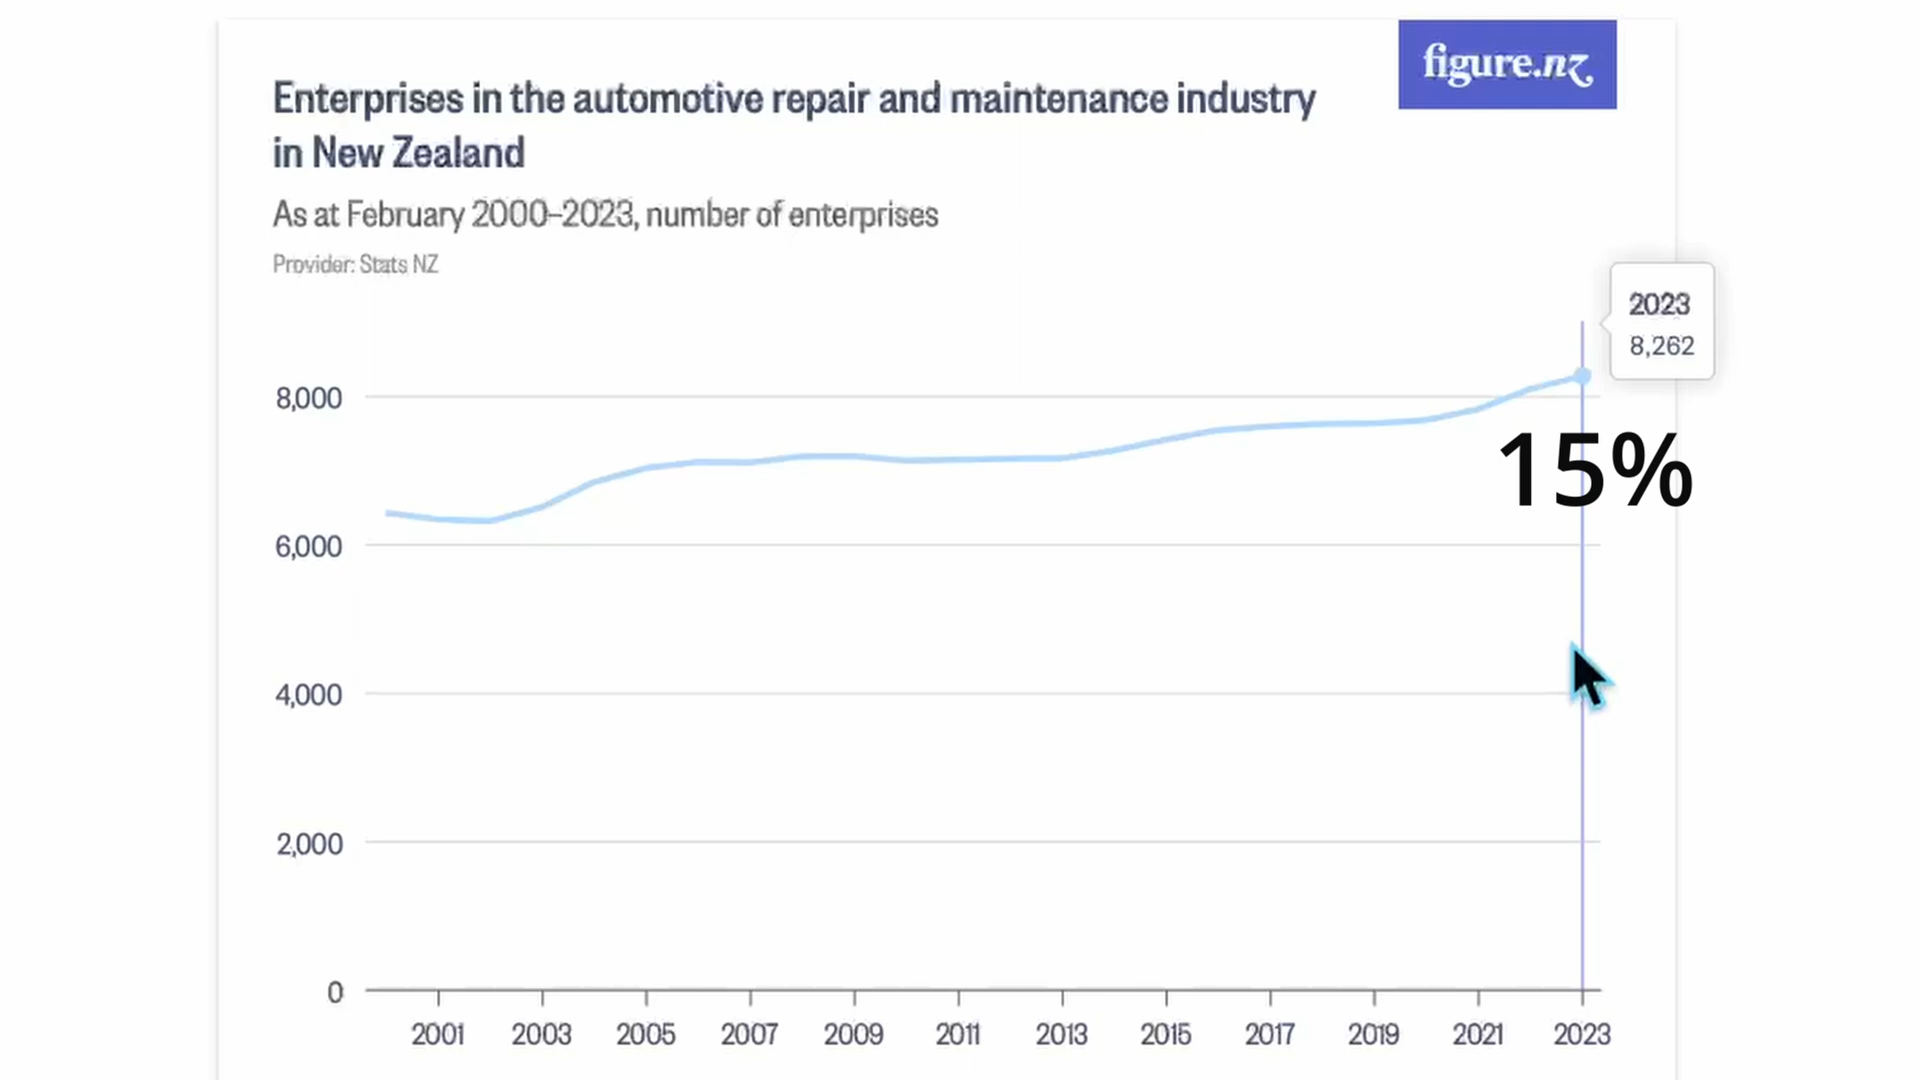 figure.nz
Enterprises in the automotive repair and maintenance industry
in New Zealand
As at February 2000–2023, number of enterprises
Provider: Stats NZ
2023
8,262
8,000
15%
6,000
4,000
2,000
0
2001 2003 2005 2007 2009 2011 2013 2015 2017 2019 2021 2023